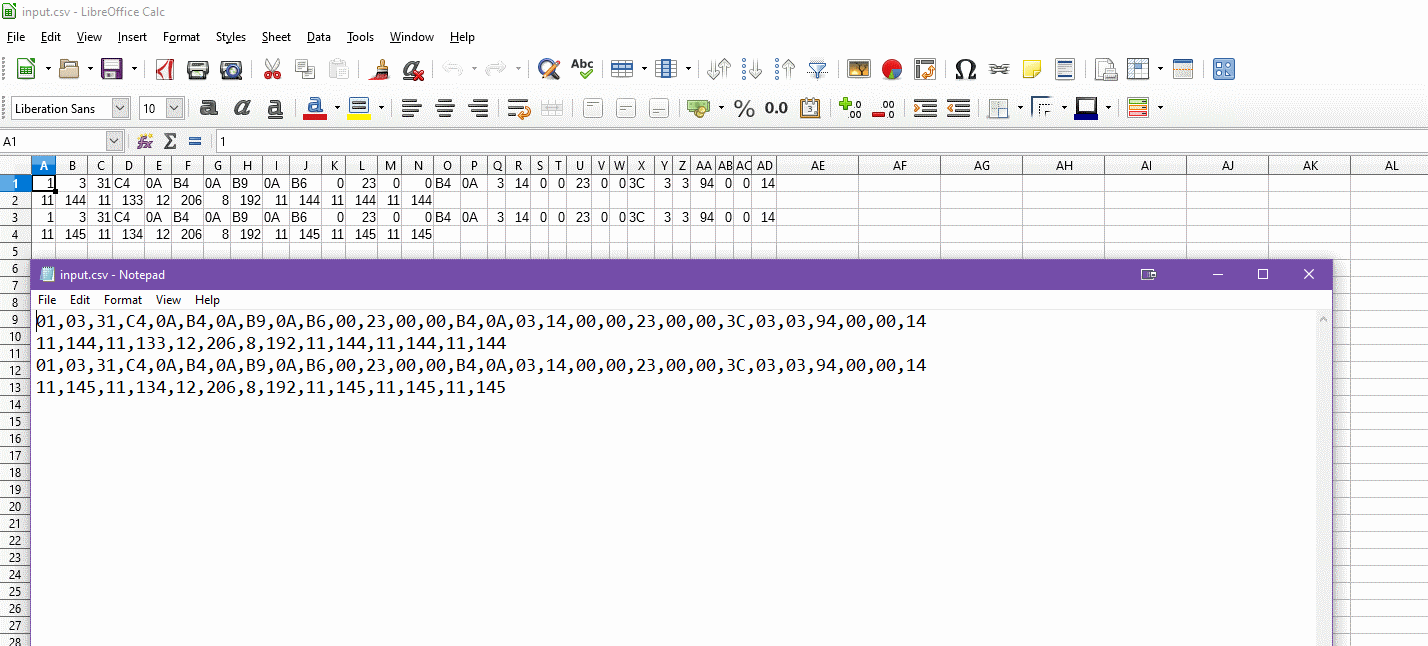 input.csv - LibreOffice Calc
File Edit View Insert Format Styles Sheet Data Tools Window Help
Abc
Liberation Sans 10 a a a a % 0.0 .00 .00
A1 Σ = 1
A B C D E F G H I J K L M N O P Q R S T U V W X Y Z AA AB AC AD AE AF AG AH AI AJ AK AL
1 1 3 31 C4 0A B4 0A B9 0A B6 0 23 0 0 B4 0A 3 14 0 0 23 0 0 3C 3 3 94 0 0 14
2 11 144 11 133 12 206 8 192 11 144 11 144 11 144
3 1 3 31 C4 0A B4 0A B9 0A B6 0 23 0 0 B4 0A 3 14 0 0 23 0 0 3C 3 3 94 0 0 14
4 11 145 11 134 12 206 8 192 11 145 11 145 11 145
5
6 input.csv - Notepad
7
8 File Edit Format View Help
9 01,03,31,C4,0A,B4,0A,B9,0A,B6,00,23,00,00,B4,0A,03,14,00,00,23,00,00,3C,03,03,94,00,00,14
10 11,144,11,133,12,206,8,192,11,144,11,144,11,144
11
12 01,03,31,C4,0A,B4,0A,B9,0A,B6,00,23,00,00,B4,0A,03,14,00,00,23,00,00,3C,03,03,94,00,00,14
13 11,145,11,134,12,206,8,192,11,145,11,145,11,145
14
15
16
17
18
19
20
21
22
23
24
25
26
27
28